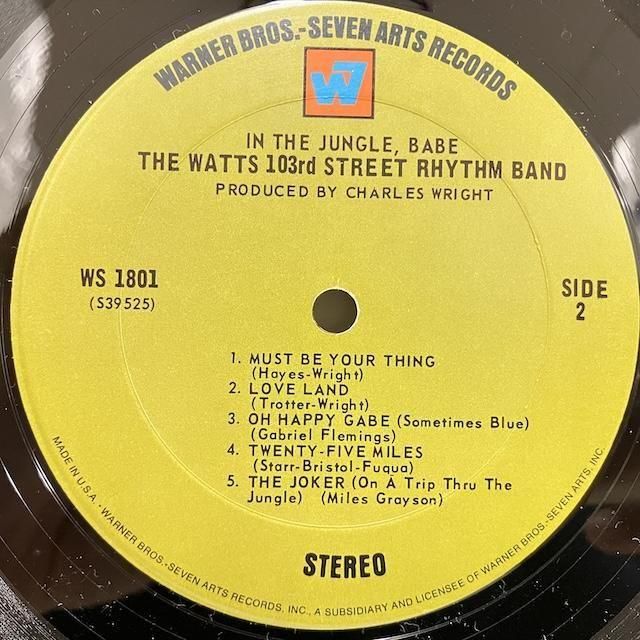 WARNER BROS.-SEVEN ARTS RECORDS
W7
IN THE JUNGLE, BABE
THE WATTS 103rd STREET RHYTHM BAND
PRODUCED BY CHARLES WRIGHT
WS 1801
(S39525)
SIDE
2
1. MUST BE YOUR THING
(Hayes-Wright)
2. LOVE LAND
(Trotter-Wright)
3. OH HAPPY GABE (Sometimes Blue)
(Gabriel Flemings)
4. TWENTY-FIVE MILES
(Starr-Bristol-Fuqua)
5. THE JOKER (On A Trip Thru The
Jungle) (Miles Grayson)
STEREO
MADE IN U.S.A. - WARNER BROS.-SEVEN ARTS RECORDS, INC., A SUBSIDIARY AND LICENSEE OF WARNER BROS.-SEVEN ARTS, INC.